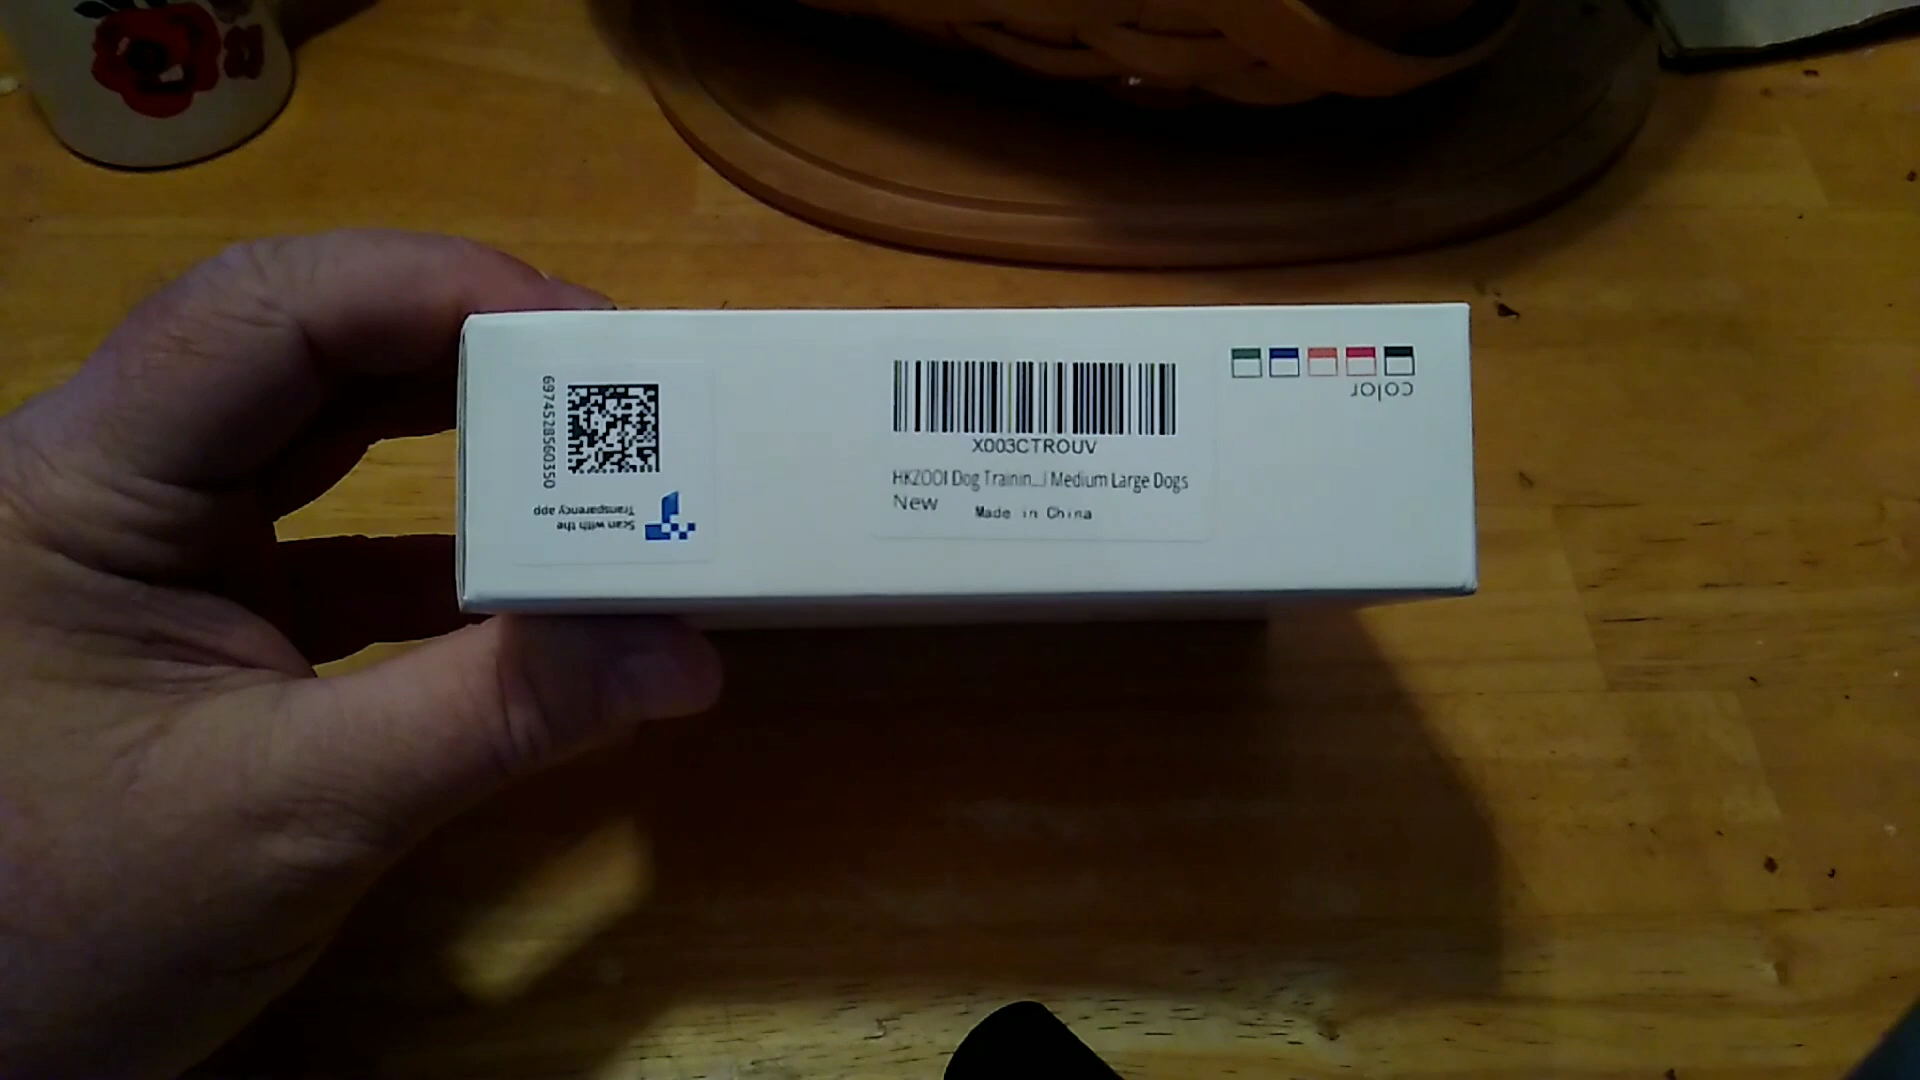 6974528560350
Scan with the
Transparency app
X003CTROUV
HKZOOI Dog Trainin...l Medium Large Dogs
New
Made in China
color